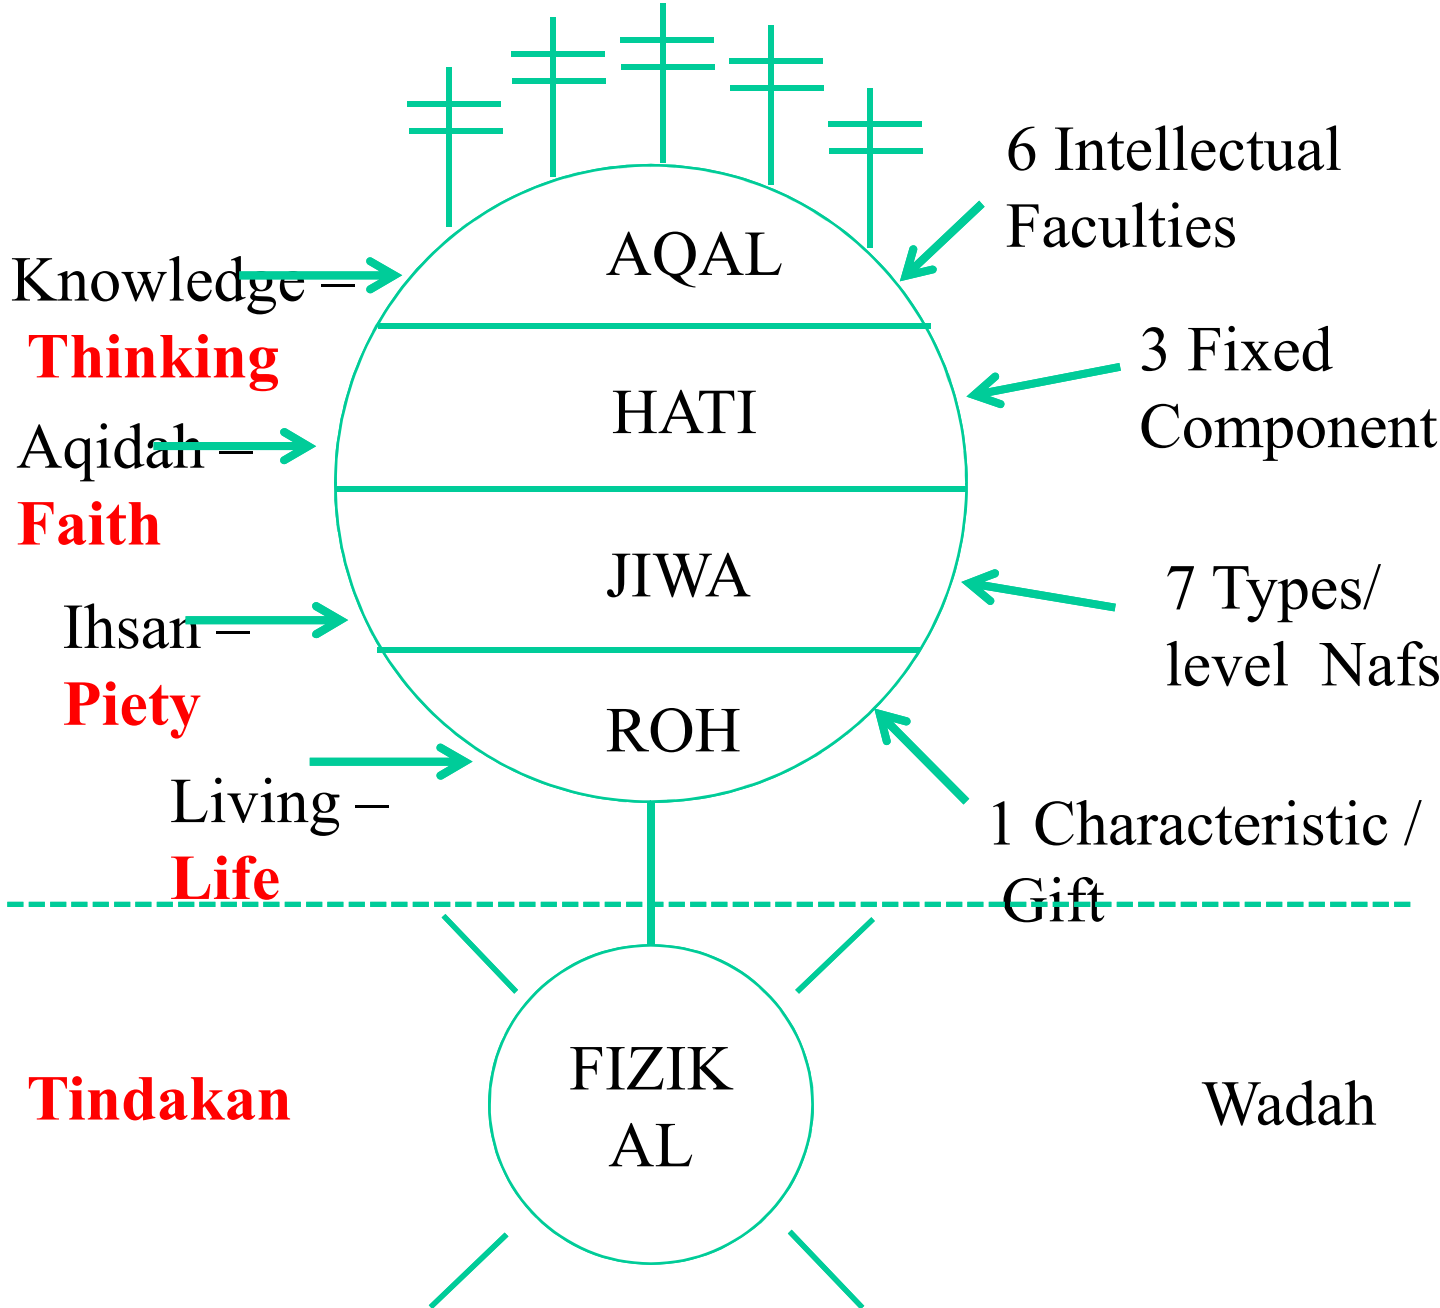 6 Intellectual
Faculties
AQAL
Knowledge –
Thinking
3 Fixed
Component
HATI
Aqidah –
Faith
JIWA
7 Types/
level Nafs
Ihsan –
Piety
ROH
Living –
Life
1 Characteristic /
Gift
FIZIK
AL
Tindakan
Wadah